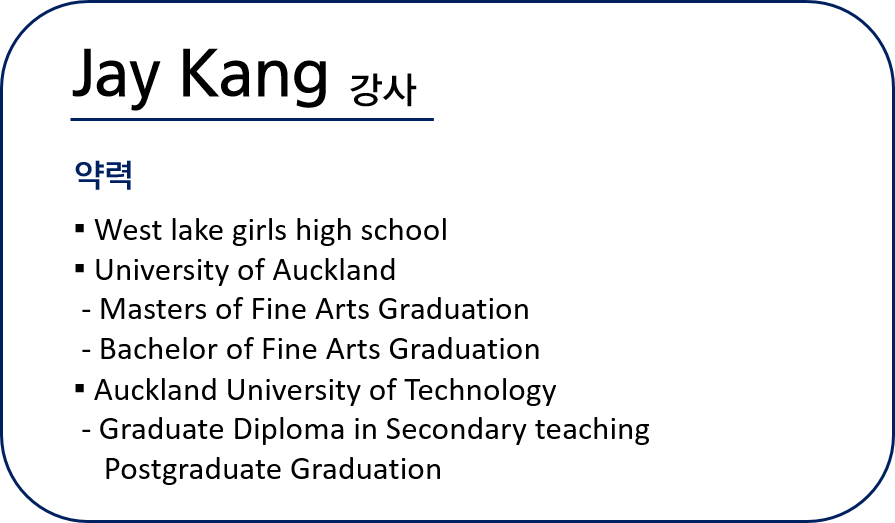 Jay Kang 강사
약력
▪ West lake girls high school
▪ University of Auckland
- Masters of Fine Arts Graduation
- Bachelor of Fine Arts Graduation
▪ Auckland University of Technology
- Graduate Diploma in Secondary teaching
Postgraduate Graduation